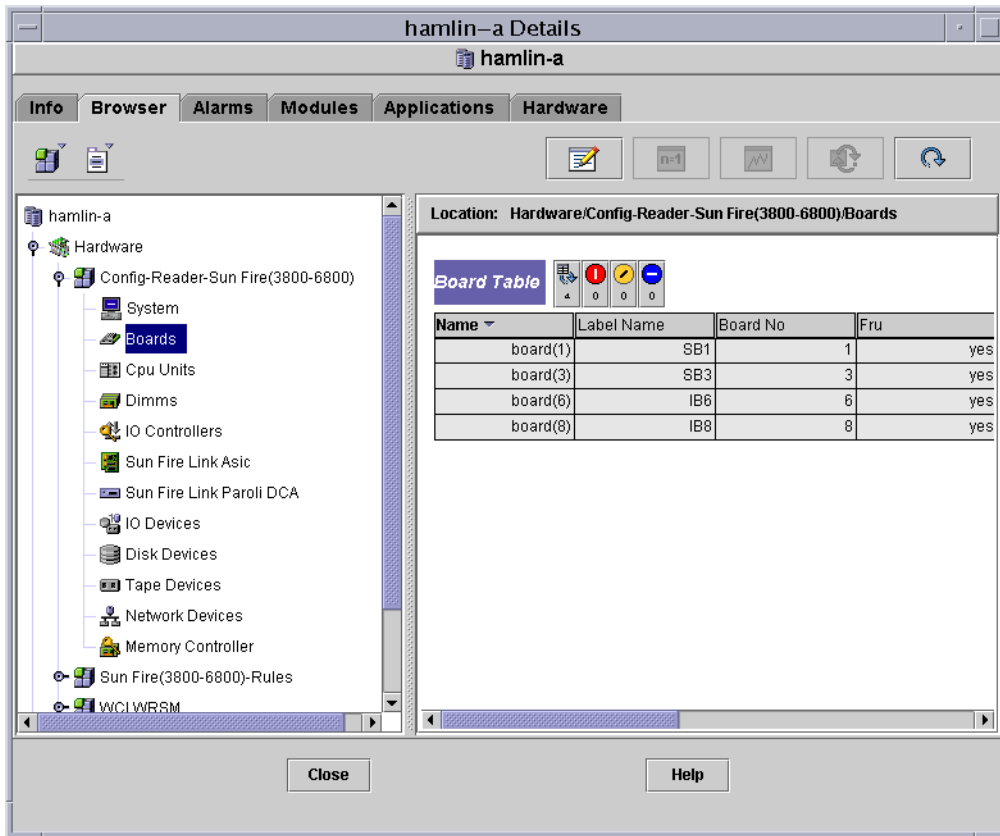 hamlin–a Details
hamlin-a
Info Browser Alarms Modules Applications Hardware
n=1
hamlin-a
Hardware
Config-Reader-Sun Fire(3800-6800)
System
Boards
Cpu Units
Dimms
IO Controllers
Sun Fire Link Asic
Sun Fire Link Paroli DCA
IO Devices
Disk Devices
Tape Devices
Network Devices
Memory Controller
Sun Fire(3800-6800)-Rules
WCI WRSM
Location: Hardware/Config-Reader-Sun Fire(3800-6800)/Boards
Board Table 4 0 0 0
Name Label Name Board No Fru
board(1) SB1 1 yes
board(3) SB3 3 yes
board(6) IB6 6 yes
board(8) IB8 8 yes
Close Help